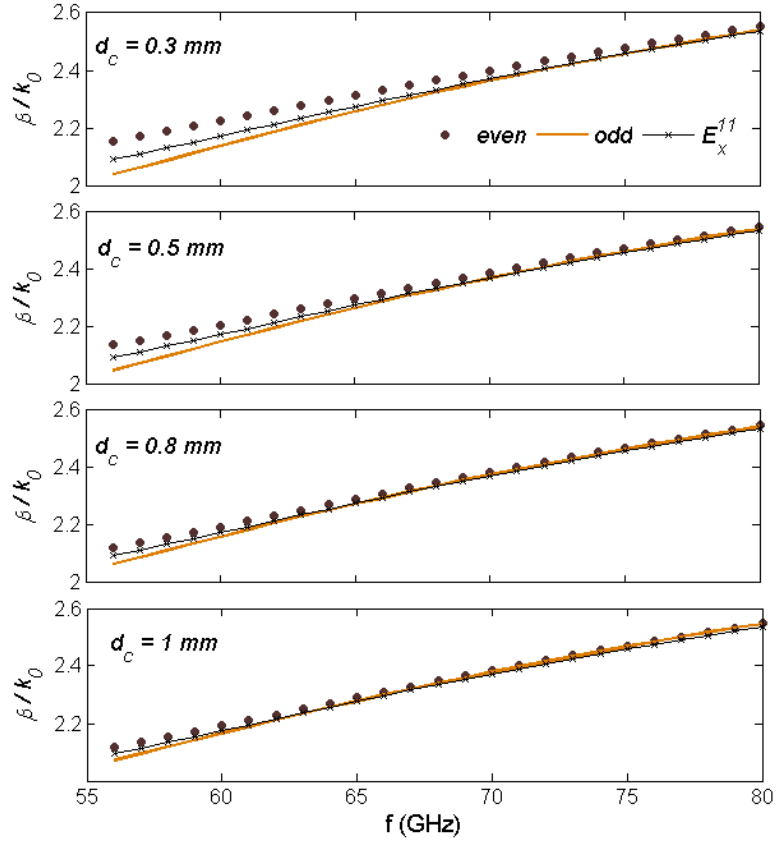 2.6
d_c = 0.3 mm
2.4
β/k_0
2.2
even odd E_x^{11}
2
2.6
d_c = 0.5 mm
2.4
β/k_0
2.2
2
2.6
d_c = 0.8 mm
2.4
β/k_0
2.2
2
2.6
d_c = 1 mm
2.4
β/k_0
2.2
55 60 65 70 75 80
f (GHz)